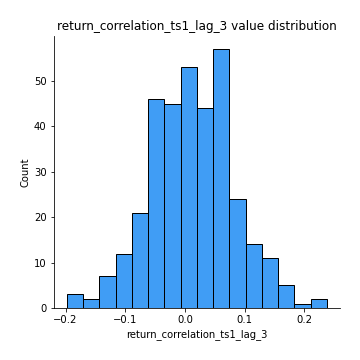 return_correlation_ts1_lag_3 value distribution
Count
50
40
30
20
10
0
−0.2 −0.1 0.0 0.1 0.2
return_correlation_ts1_lag_3